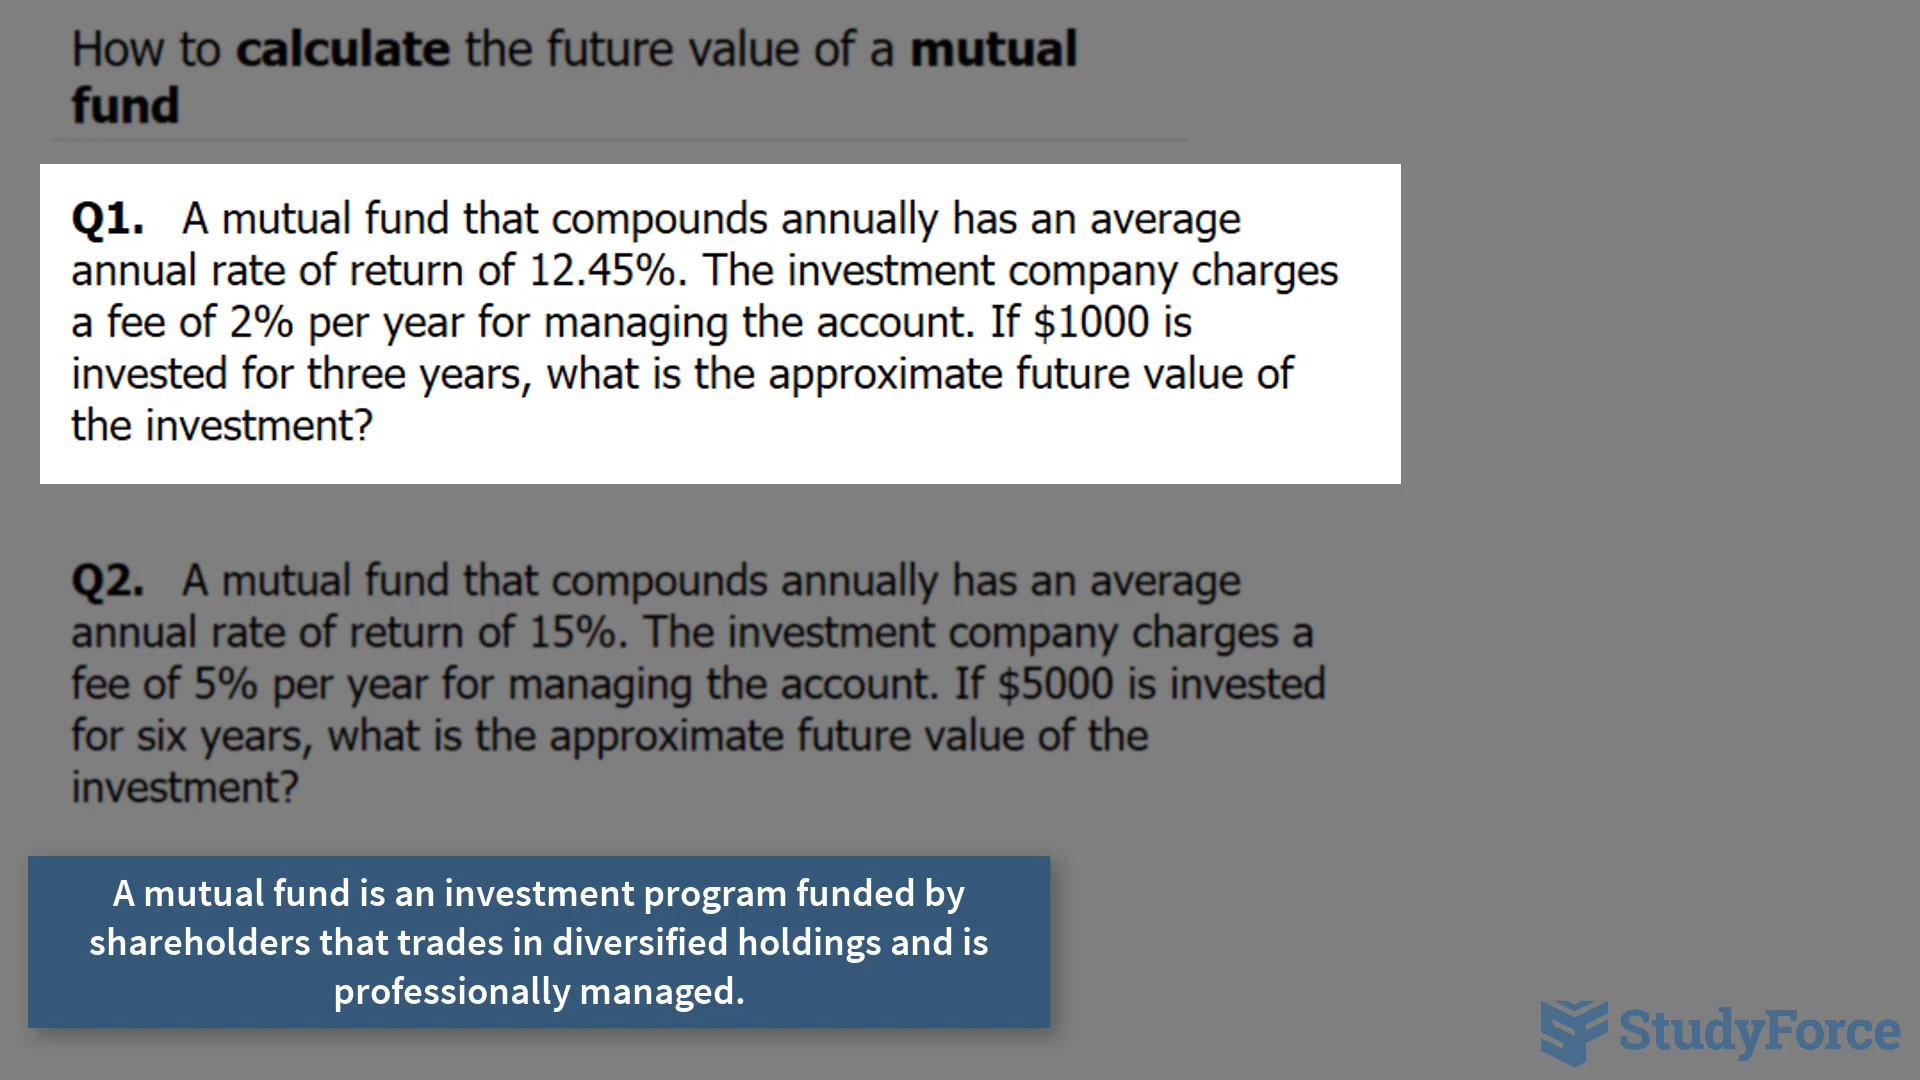 How to calculate the future value of a mutual
fund
Q1. A mutual fund that compounds annually has an average
annual rate of return of 12.45%. The investment company charges
a fee of 2% per year for managing the account. If $1000 is
invested for three years, what is the approximate future value of
the investment?
Q2. A mutual fund that compounds annually has an average
annual rate of return of 15%. The investment company charges a
fee of 5% per year for managing the account. If $5000 is invested
for six years, what is the approximate future value of the
investment?
A mutual fund is an investment program funded by
shareholders that trades in diversified holdings and is
professionally managed.
StudyForce